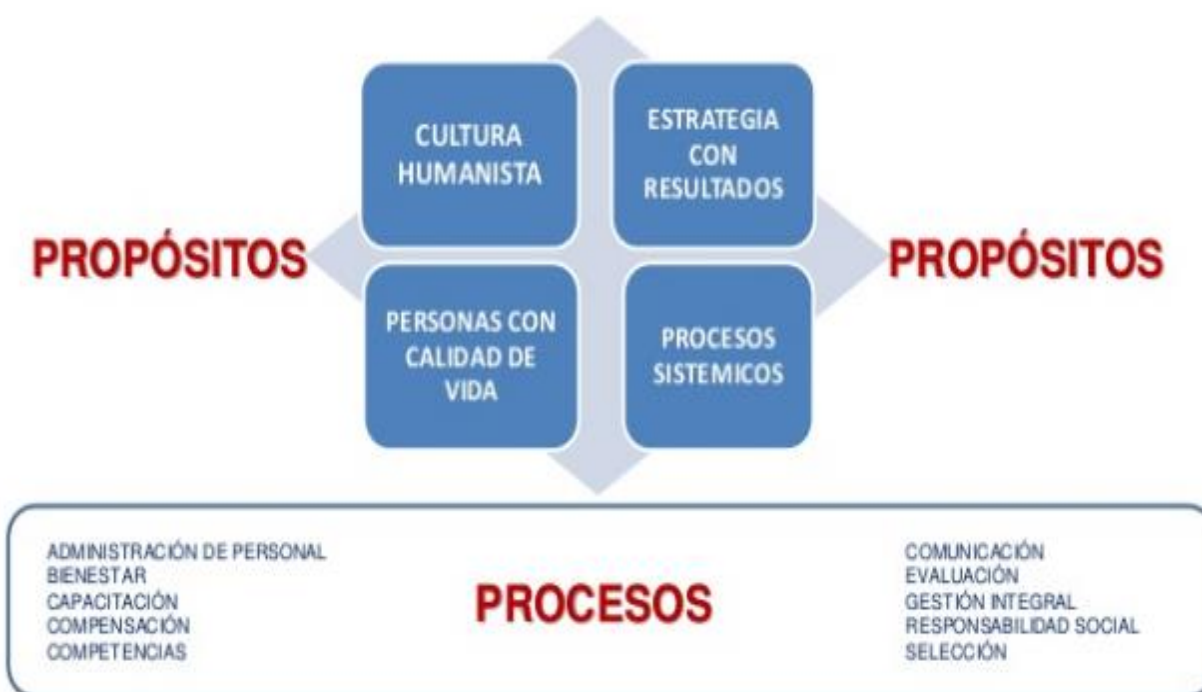 CULTURA
HUMANISTA
ESTRATEGIA
CON
RESULTADOS
PROPÓSITOS
PROPÓSITOS
PERSONAS CON
CALIDAD DE
VIDA
PROCESOS
SISTEMICOS
ADMINISTRACIÓN DE PERSONAL
BIENESTAR
CAPACITACIÓN
COMPENSACIÓN
COMPETENCIAS
PROCESOS
COMUNICACIÓN
EVALUACIÓN
GESTIÓN INTEGRAL
RESPONSABILIDAD SOCIAL
SELECCIÓN